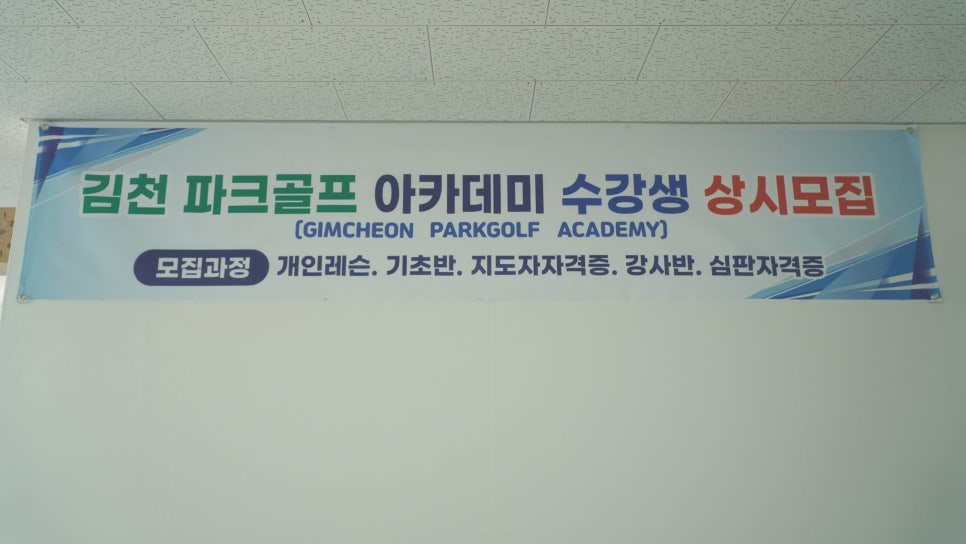 김천 파크골프 아카데미 수강생 상시모집
(GIMCHEON PARKGOLF ACADEMY)
모집과정 개인레슨. 기초반. 지도자자격증. 강사반. 심판자격증